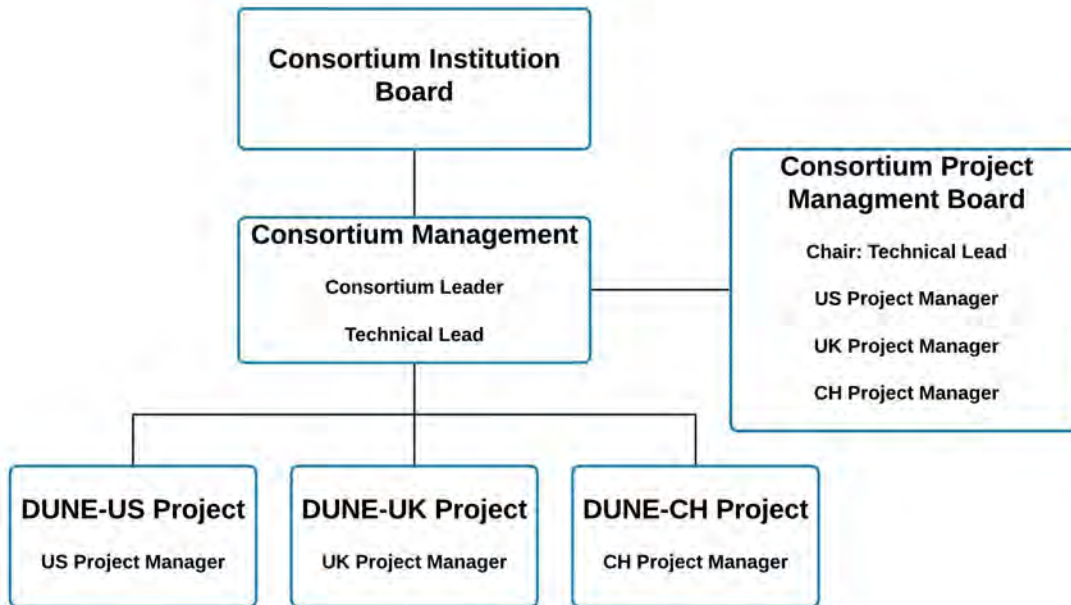 Consortium Institution
Board
Consortium Management
Consortium Leader
Technical Lead
Consortium Project
Managment Board
Chair: Technical Lead
US Project Manager
UK Project Manager
CH Project Manager
DUNE-US Project
US Project Manager
DUNE-UK Project
UK Project Manager
DUNE-CH Project
CH Project Manager